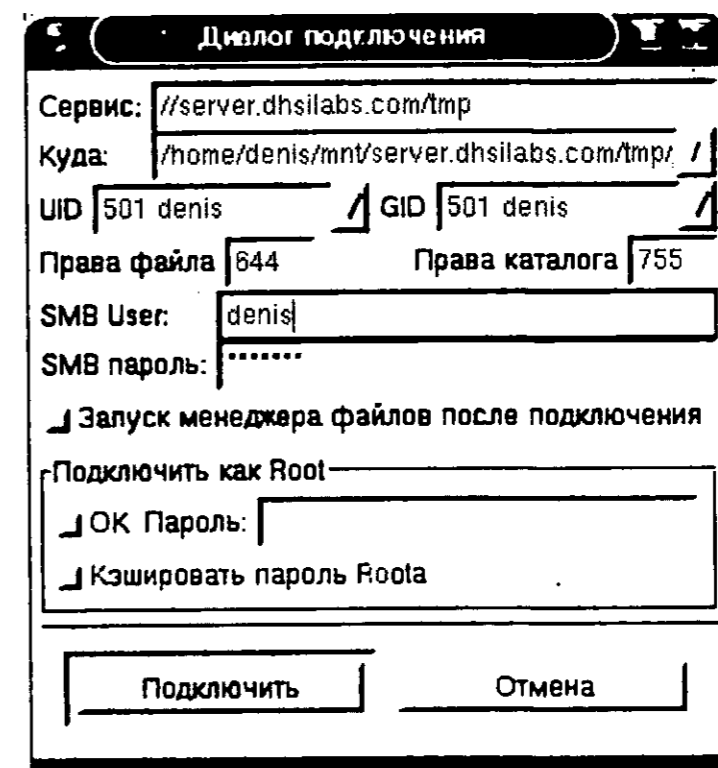 Диалог подключения
Сервис: //server.dhsilabs.com/tmp
Куда: /home/denis/mnt/server.dhsilabs.com/tmp/
UID 501 denis GID 501 denis
Права файла 644 Права каталога 755
SMB User: denis
SMB пароль: *******
Запуск менеджера файлов после подключения
Подключить как Root
OK Пароль:
Кэшировать пароль Roota
Подключить Отмена